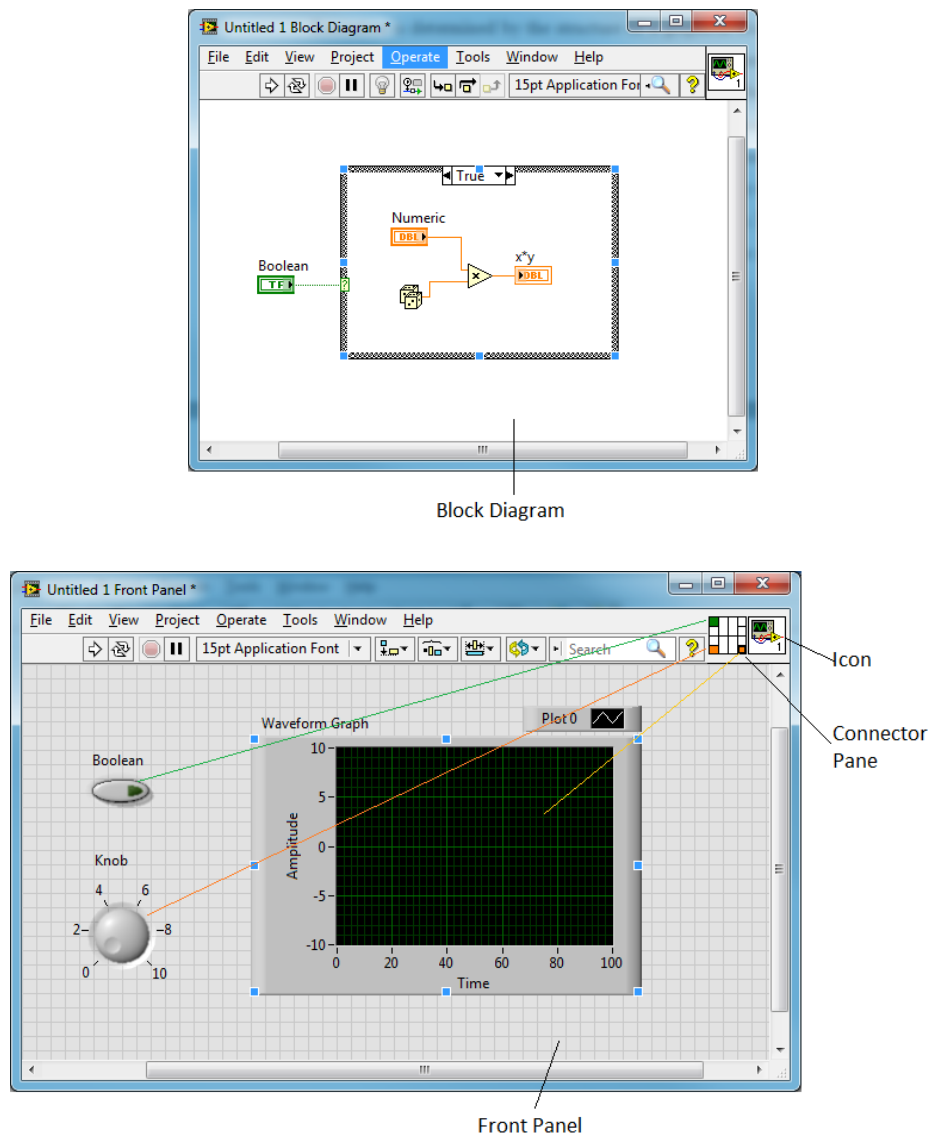 Untitled 1 Block Diagram *
File Edit View Project Operate Tools Window Help
15pt Application For
1
True
Numeric
DBL
x*y
DBL
Boolean
TF
?
x
Block Diagram
Untitled 1 Front Panel *
File Edit View Project Operate Tools Window Help
15pt Application Font
Search
1
Icon
Connector
Pane
Waveform Graph
Plot 0
Boolean
Knob
0
2
4
6
8
10
Amplitude
10
5
0
-5
-10
0 20 40 60 80 100
Time
Front Panel